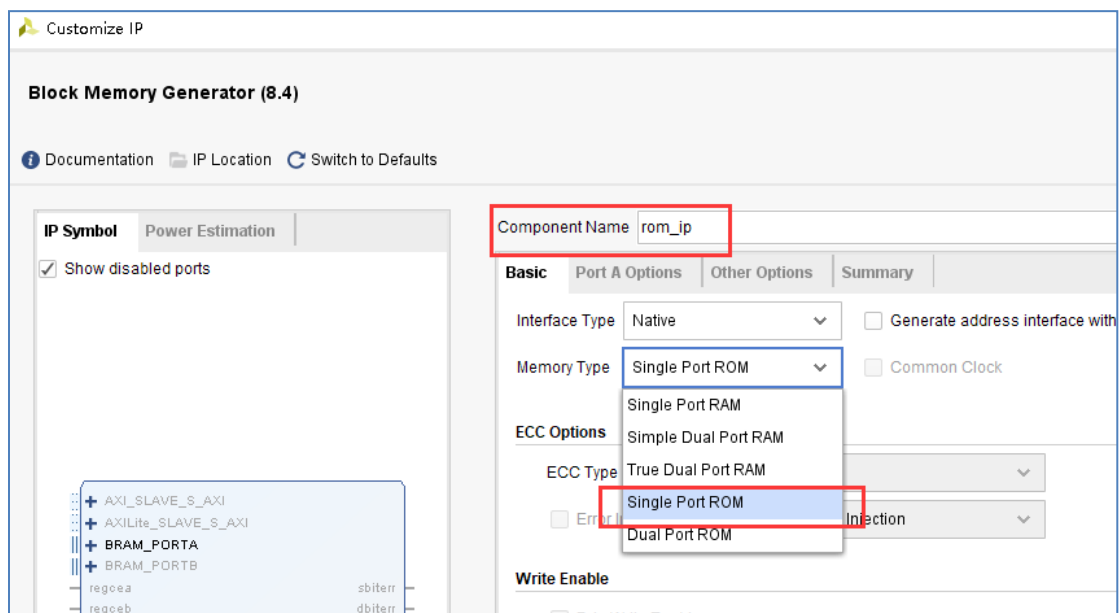 Customize IP
Block Memory Generator (8.4)
Documentation IP Location Switch to Defaults
IP Symbol Power Estimation
Show disabled ports
AXI_SLAVE_S_AXI
AXILite_SLAVE_S_AXI
BRAM_PORTA
BRAM_PORTB
regcea sbiterr
regceb dbiterr
Component Name rom_ip
Basic Port A Options Other Options Summary
Interface Type Native Generate address interface with
Memory Type Single Port ROM Common Clock
Single Port RAM
ECC Options
Simple Dual Port RAM
ECC Type True Dual Port RAM
Single Port ROM
Error Injection
Dual Port ROM
Write Enable